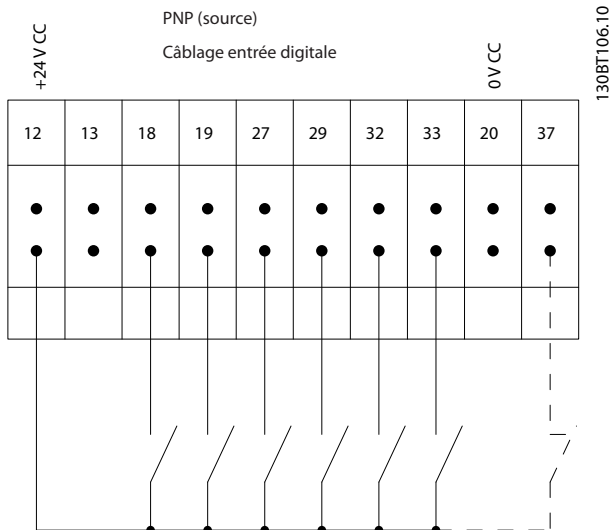 PNP (source)
Câblage entrée digitale
+24 V CC
0 V CC
130BT106.10
12 13 18 19 27 29 32 33 20 37